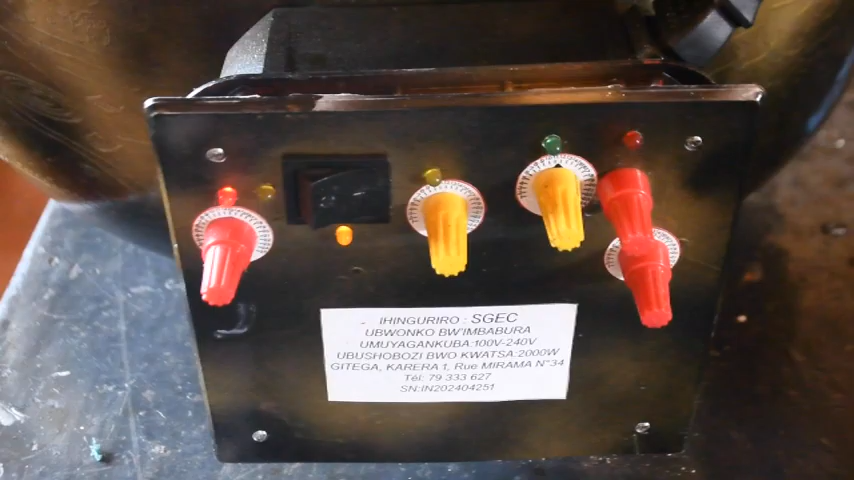 IHINGURIRO : SGEC
UBWONKO BW'IMBABURA
UMUYAGANKUBA:100V-240V
UBUSHOBOZI BWO KWATSA:2000W
GITEGA, KARERA 1, Rue MIRAMA N°34
Tél: 79 333 627
SN:IN202404251